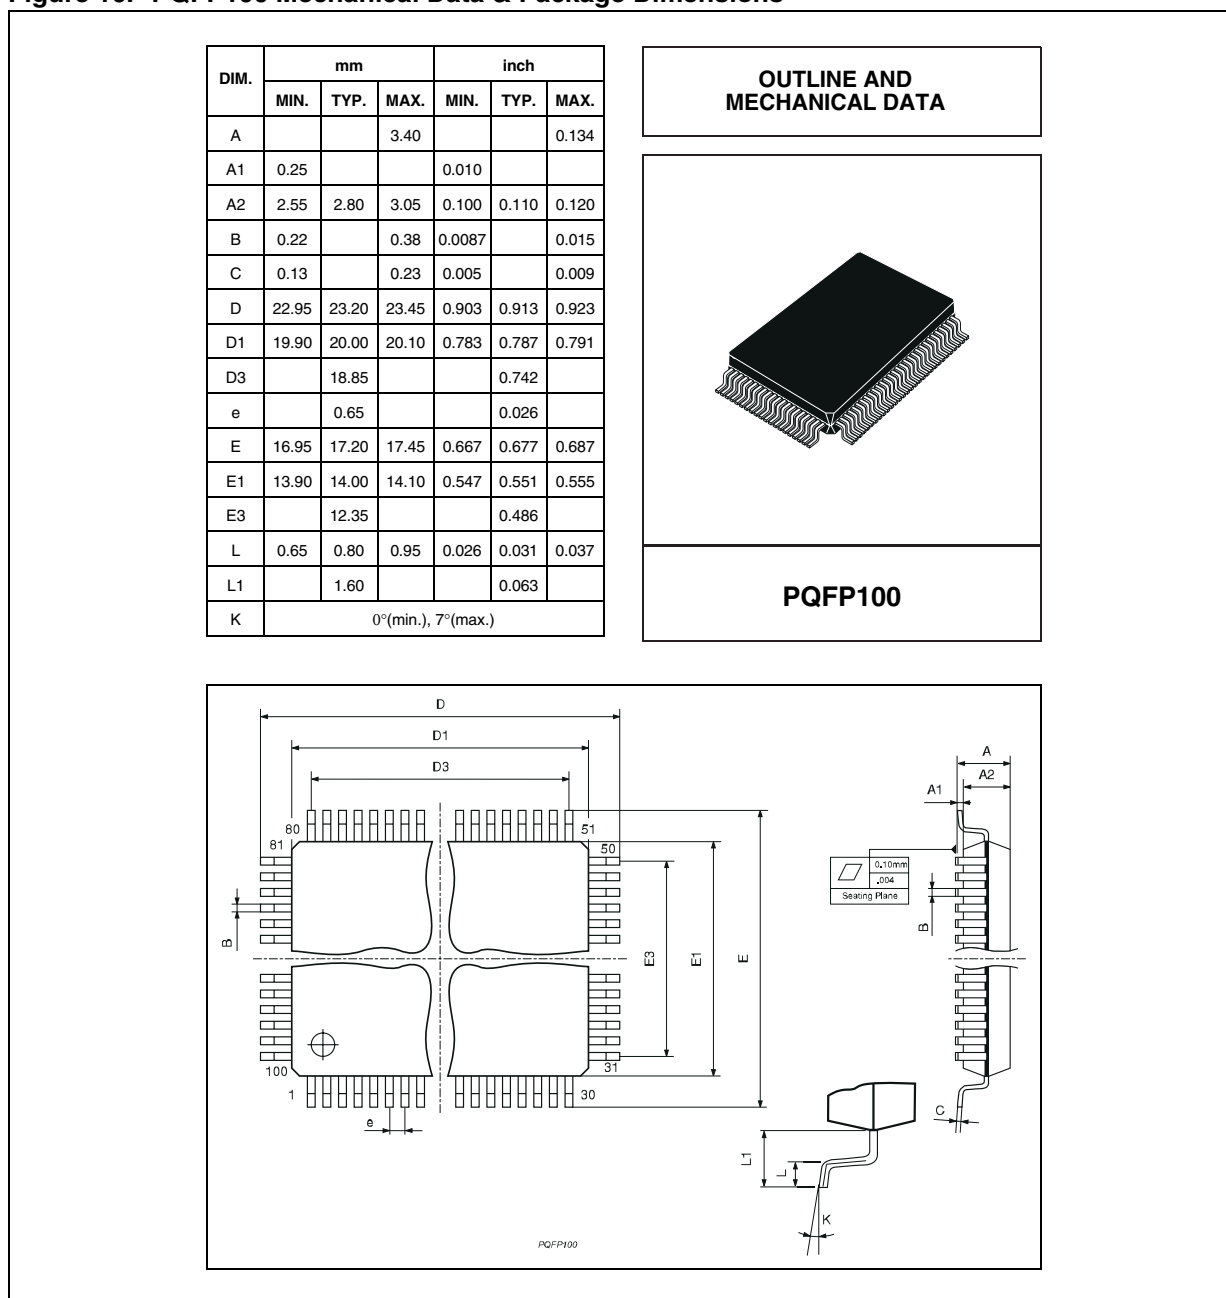 DIM. mm inch
MIN. TYP. MAX. MIN. TYP. MAX.
A 3.40 0.134
A1 0.25 0.010
A2 2.55 2.80 3.05 0.100 0.110 0.120
B 0.22 0.38 0.0087 0.015
C 0.13 0.23 0.005 0.009
D 22.95 23.20 23.45 0.903 0.913 0.923
D1 19.90 20.00 20.10 0.783 0.787 0.791
D3 18.85 0.742
e 0.65 0.026
E 16.95 17.20 17.45 0.667 0.677 0.687
E1 13.90 14.00 14.10 0.547 0.551 0.555
E3 12.35 0.486
L 0.65 0.80 0.95 0.026 0.031 0.037
L1 1.60 0.063
K 0°(min.), 7°(max.)
OUTLINE AND
MECHANICAL DATA
PQFP100
D
D1
D3
A
A2
A1
80
51
81
50
0.10mm
.004
Seating Plane
B
B
E3
E1
E
100
31
1
30
e
C
L1
L
K
PQFP100